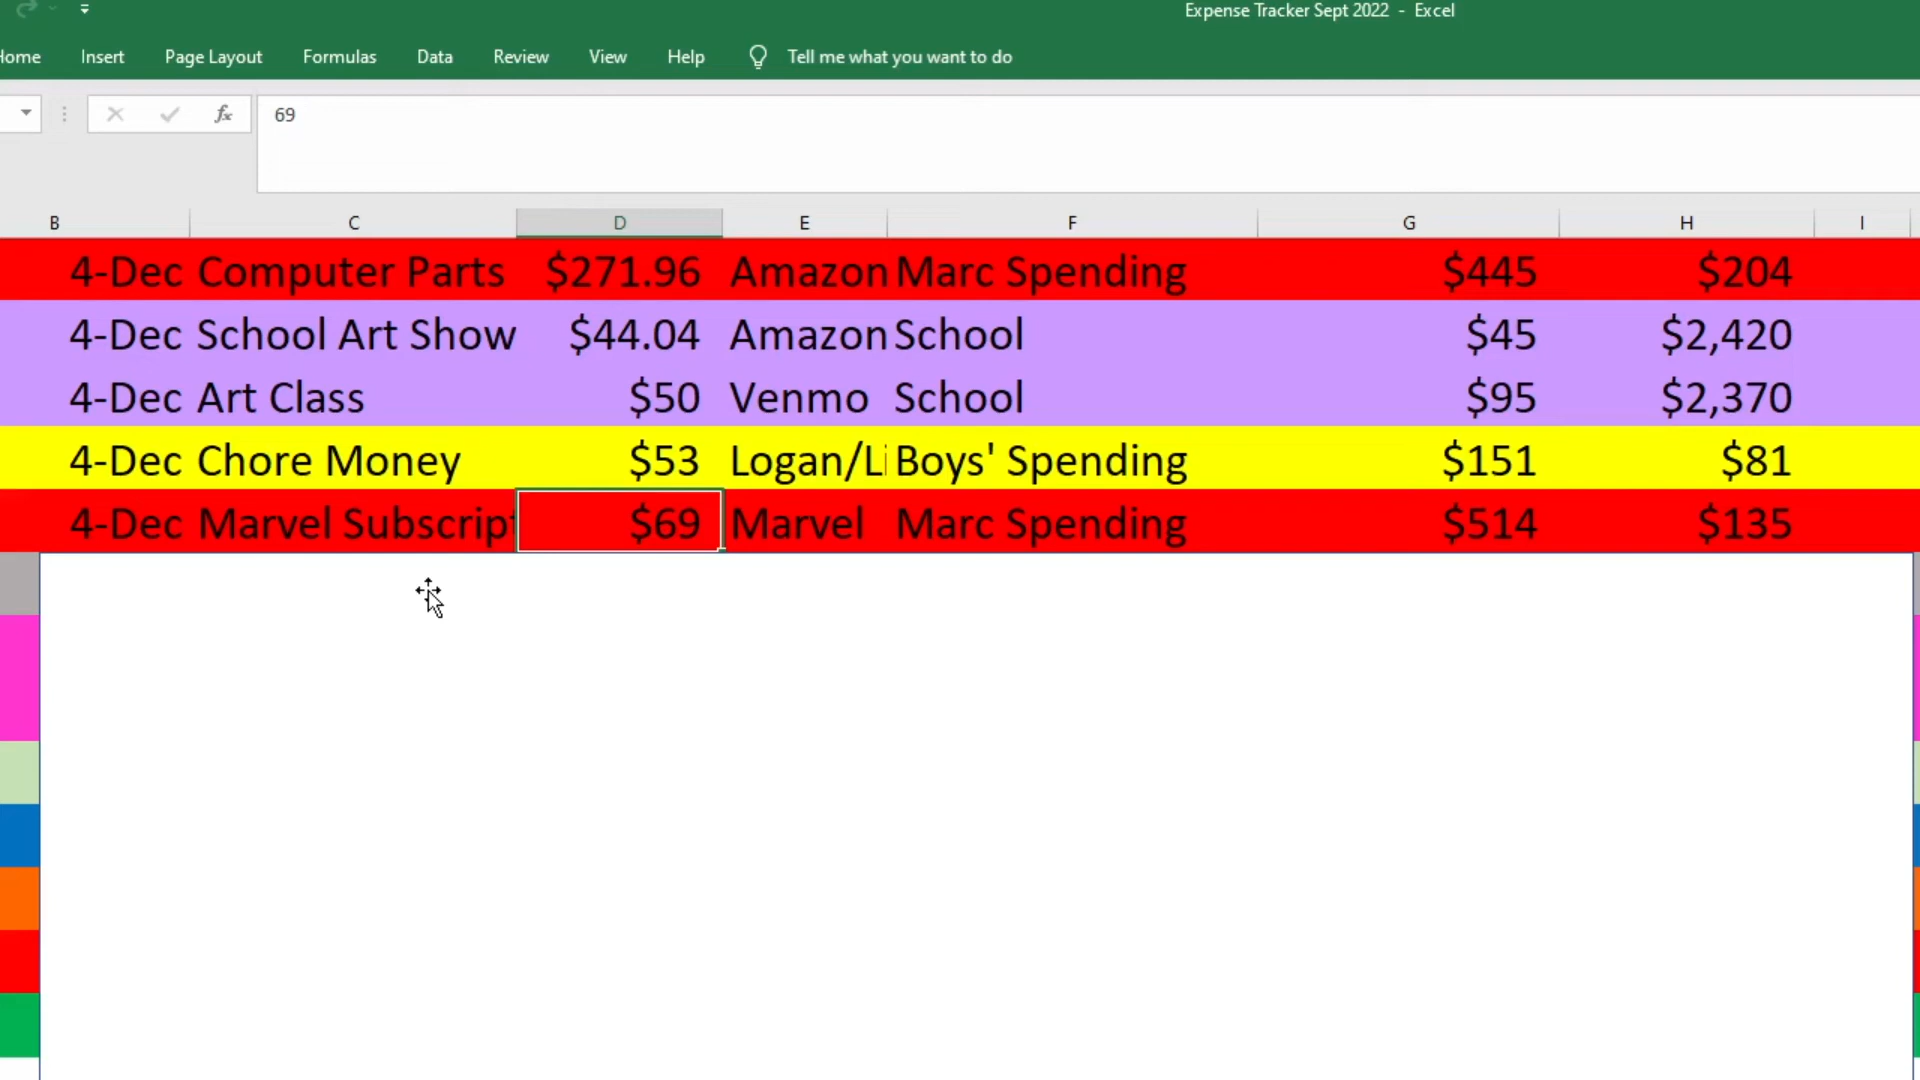 Expense Tracker Sept 2022 - Excel
Insert Page Layout Formulas Data Review View Help Tell me what you want to do
fx 69
B C D E F G H I
4-Dec Computer Parts $271.96 Amazon Marc Spending $445 $204
4-Dec School Art Show $44.04 Amazon School $45 $2,420
4-Dec Art Class $50 Venmo School $95 $2,370
4-Dec Chore Money $53 Logan/Li Boys' Spending $151 $81
4-Dec Marvel Subscript $69 Marvel Marc Spending $514 $135